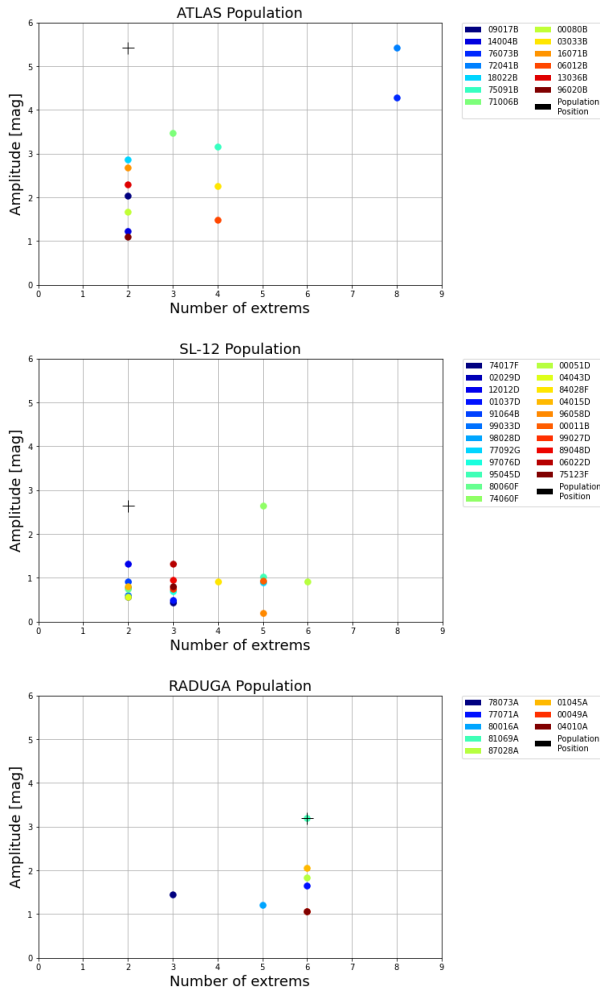 ATLAS Population
Amplitude [mag]
6
5
4
3
2
1
0
0 1 2 3 4 5 6 7 8 9
Number of extrems
09017B 00080B
14004B 03033B
76073B 16071B
72041B 06012B
18022B 13036B
75091B 96020B
71006B Population
Position
SL-12 Population
Amplitude [mag]
6
5
4
3
2
1
0
0 1 2 3 4 5 6 7 8 9
Number of extrems
74017F 00051D
02029D 04043D
12012D 84028F
01037D 04015D
91064B 96058D
99033D 00011B
98028D 99027D
77092G 89048D
97076D 06022D
95045D 75123F
80060F Population
74060F Position
RADUGA Population
Amplitude [mag]
6
5
4
3
2
1
0
0 1 2 3 4 5 6 7 8 9
Number of extrems
78073A 01045A
77071A 00049A
80016A 04010A
81069A Population
87028A Position